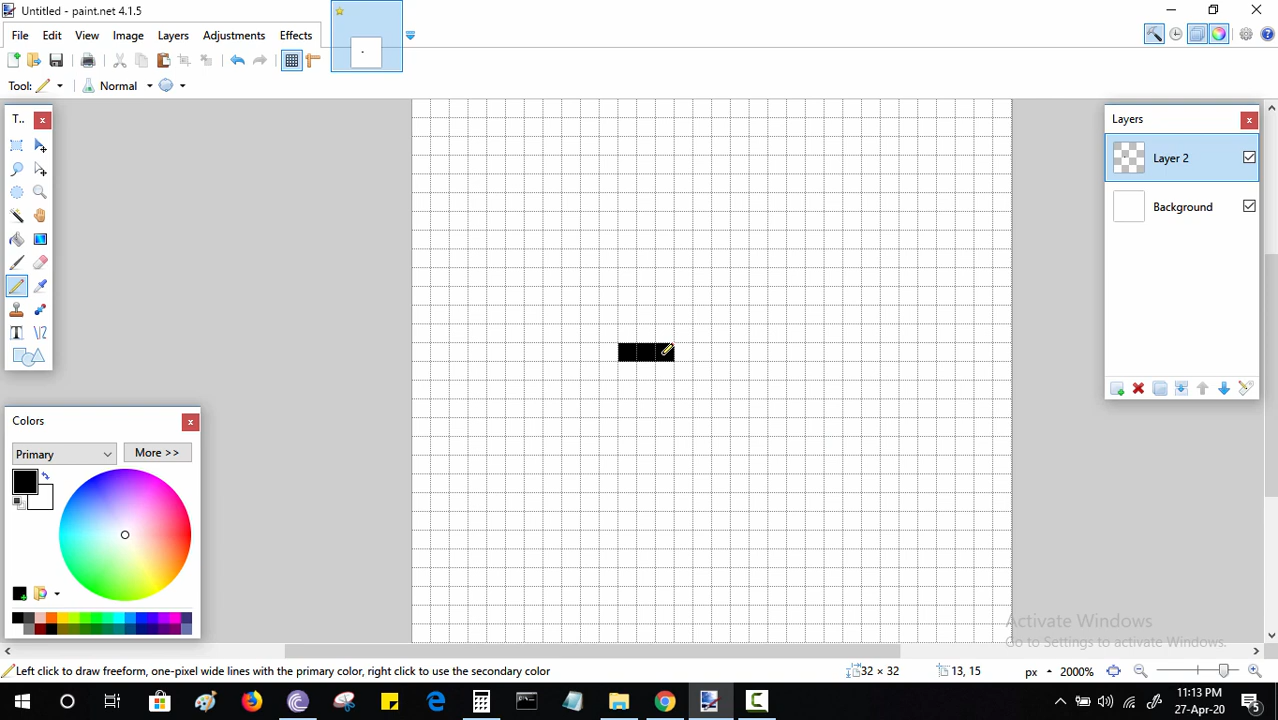 Untitled - paint.net 4.1.5
File Edit View Image Layers Adjustments Effects
Tool: Normal
T..
Layers
Layer 2
Background
Colors
Primary More >>
Activate Windows
Go to Settings to activate Windows.
Left click to draw freeform, one-pixel wide lines with the primary color, right click to use the secondary color 32 × 32 13, 15 px 2000%
11:13 PM
27-Apr-20
5